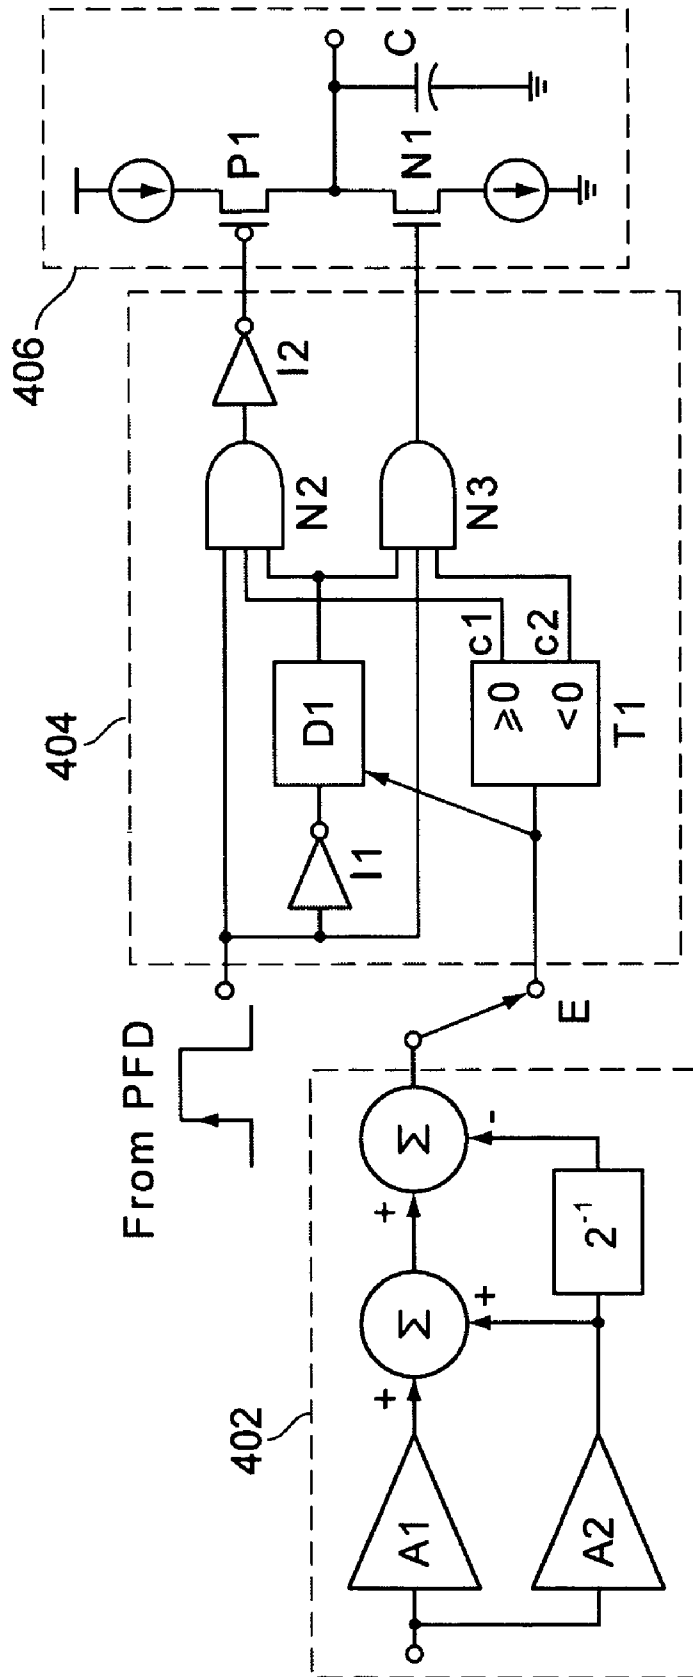 402
A1
A2
+
Σ
+
2⁻¹
+
Σ
-
From PFD
E
404
I1
D1
≥0
<0
T1
c1
c2
N2
N3
I2
406
P1
N1
C